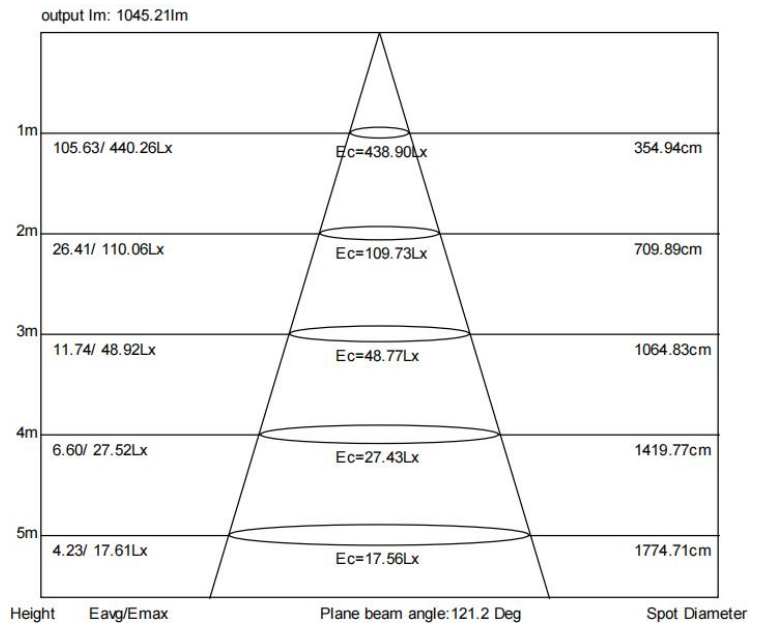 output lm: 1045.21lm
1m
105.63/ 440.26Lx
Ec=438.90Lx
354.94cm
2m
26.41/ 110.06Lx
Ec=109.73Lx
709.89cm
3m
11.74/ 48.92Lx
Ec=48.77Lx
1064.83cm
4m
6.60/ 27.52Lx
Ec=27.43Lx
1419.77cm
5m
4.23/ 17.61Lx
Ec=17.56Lx
1774.71cm
Height Eavg/Emax Plane beam angle:121.2 Deg Spot Diameter